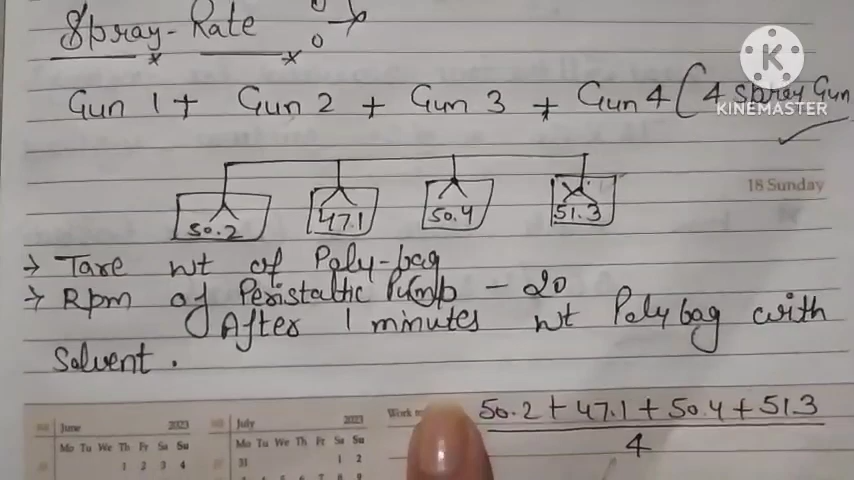 Spray-Rate
Gun 1 + Gun 2 + Gun 3 + Gun 4 (4 Spray Gun
KINEMASTER
18 Sunday
50.2 47.1 50.4 51.3
→ Tare wt of Poly-bag
→ Rpm of Peristaltic Pump - 20
After 1 minutes wt Polybag with
Solvent.
50.2 + 47.1 + 50.4 + 51.3
4
June 2023 July 2023 Work
Mo Tu We Th Fr Sa Su Mo Tu We Th Fr Sa Su
1 2 3 4 31 1 2